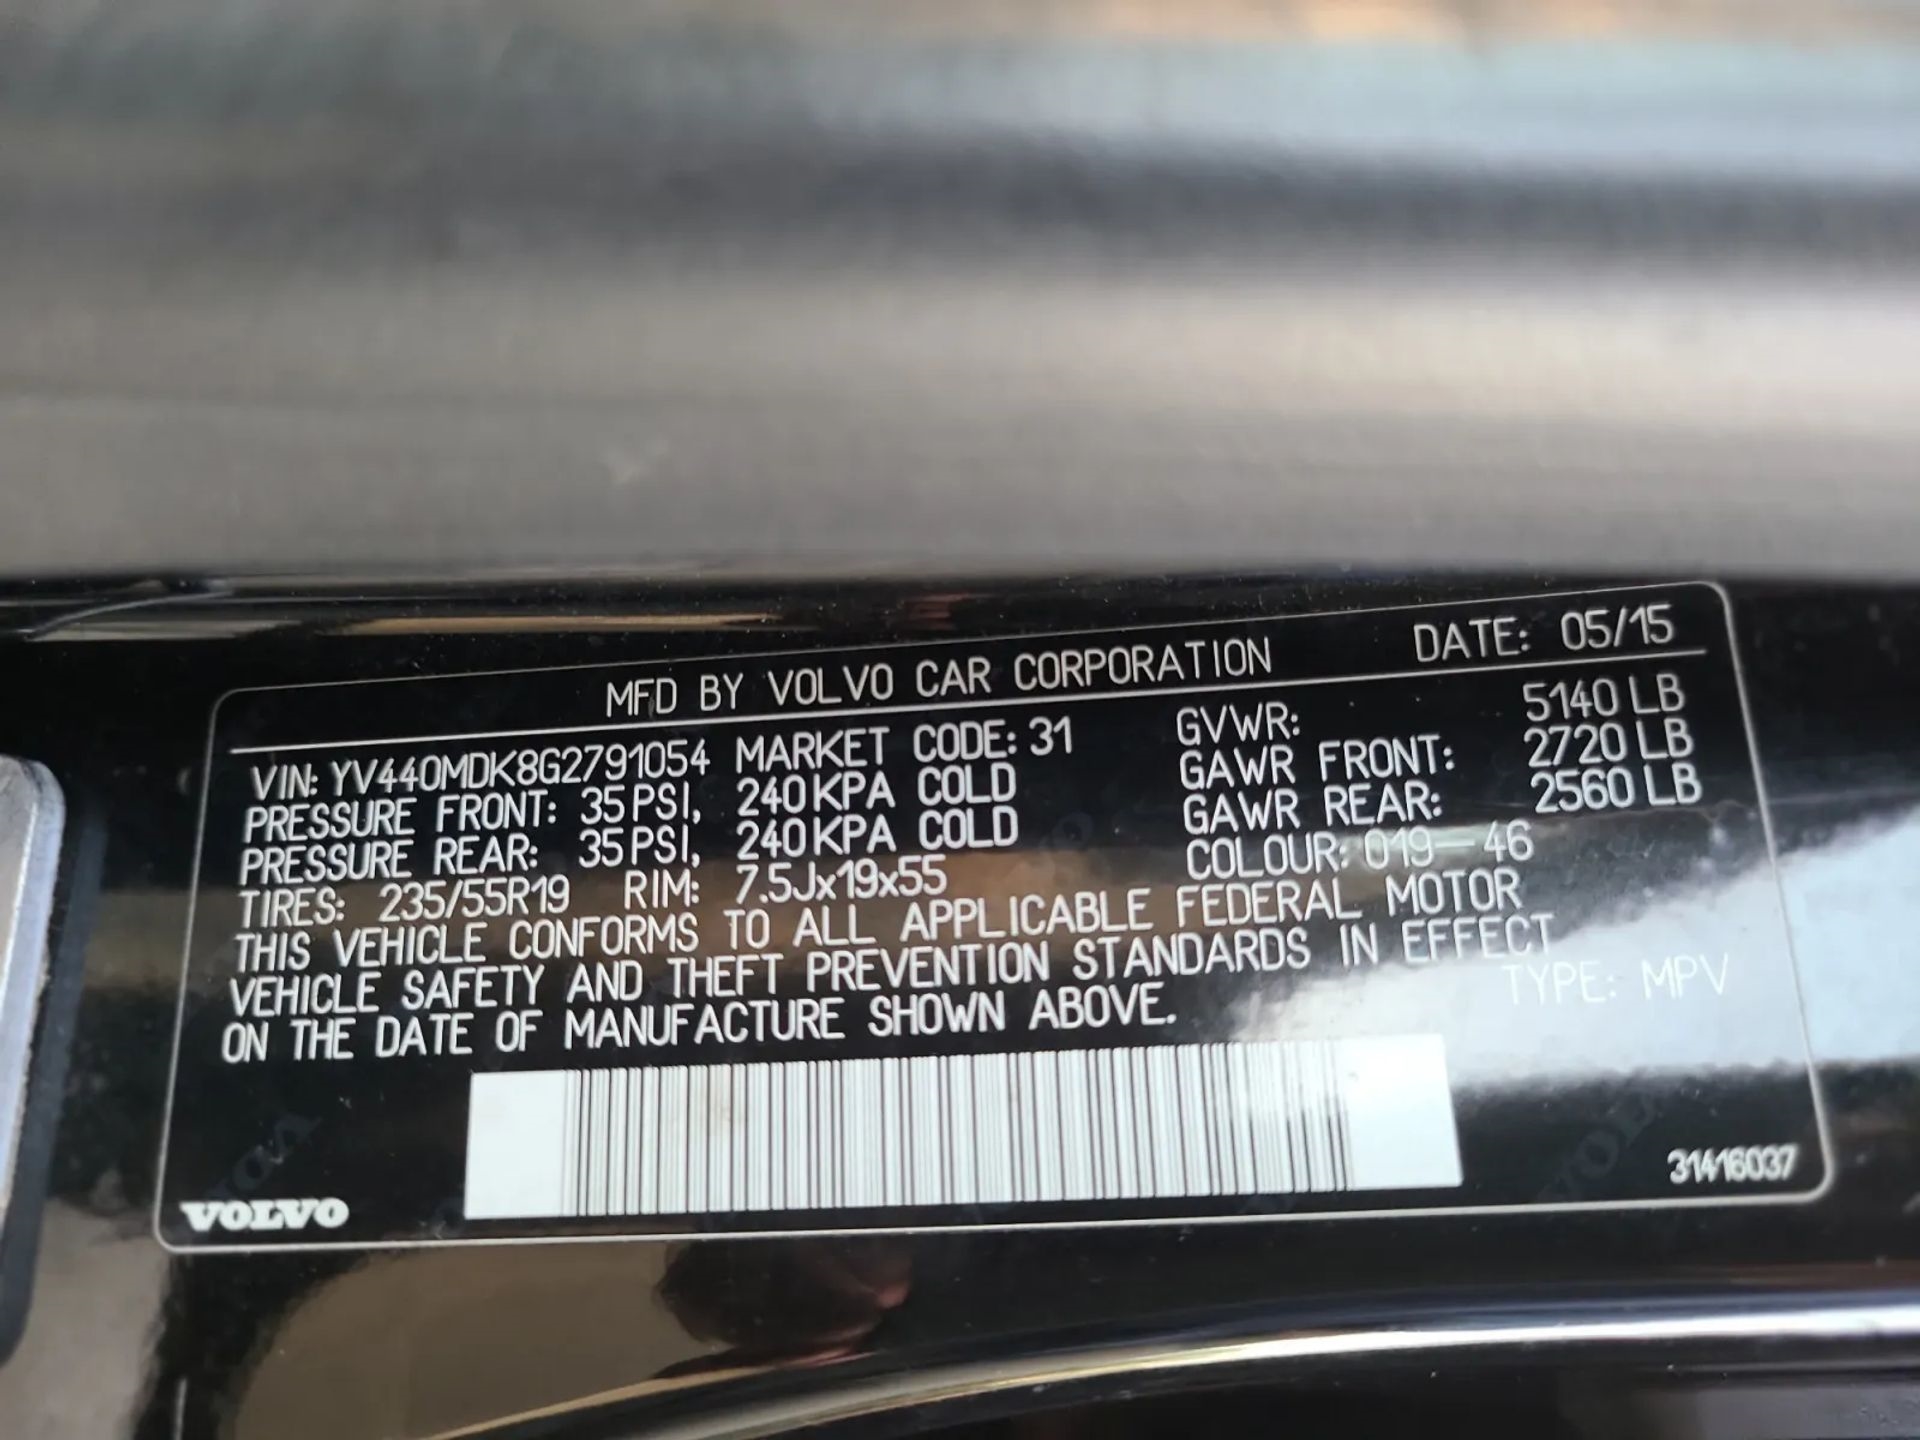 MFD BY VOLVO CAR CORPORATION DATE: 05/15
VIN: YV440MDK8G2791054 MARKET CODE: 31 GVWR: 5140 LB
PRESSURE FRONT: 35 PSI, 240 KPA COLD GAWR FRONT: 2720 LB
PRESSURE REAR: 35 PSI, 240 KPA COLD GAWR REAR: 2560 LB
TIRES: 235/55R19 RIM: 7.5Jx19x55 COLOUR: 019-46
THIS VEHICLE CONFORMS TO ALL APPLICABLE FEDERAL MOTOR
VEHICLE SAFETY AND THEFT PREVENTION STANDARDS IN EFFECT
ON THE DATE OF MANUFACTURE SHOWN ABOVE. TYPE: MPV
VOLVO 31416037